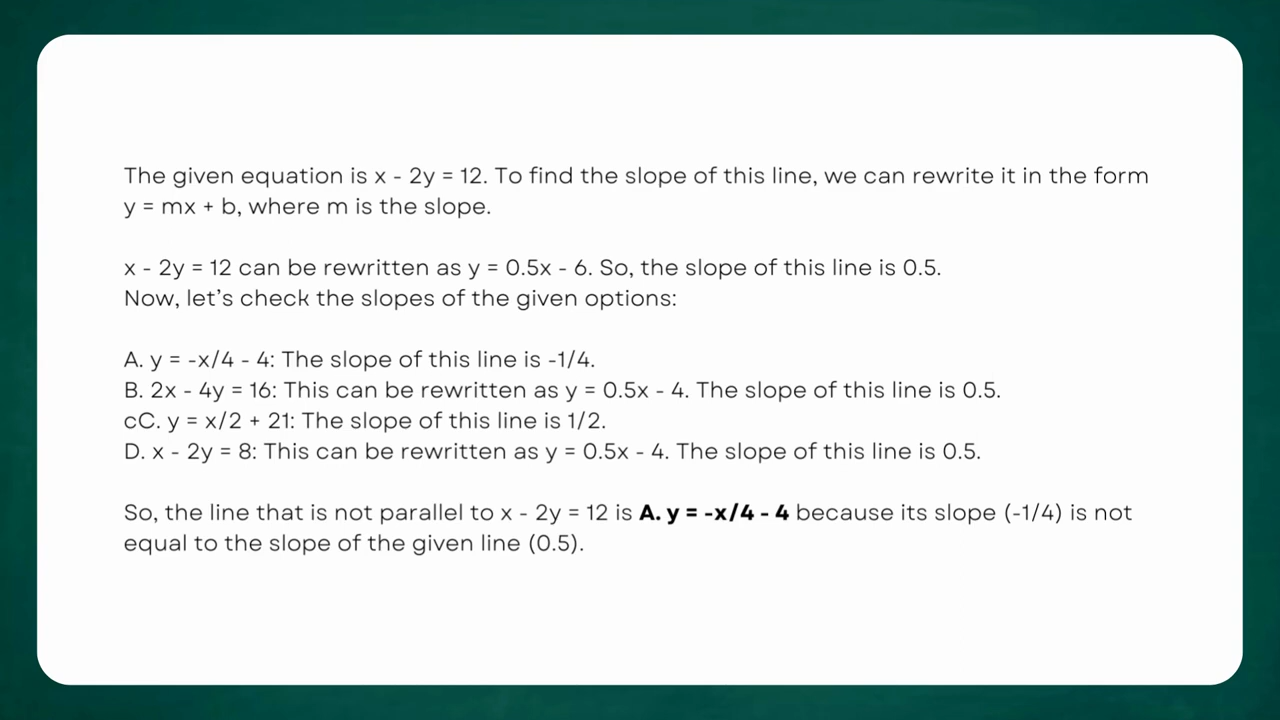 The given equation is x - 2y = 12. To find the slope of this line, we can rewrite it in the form
y = mx + b, where m is the slope.
x - 2y = 12 can be rewritten as y = 0.5x - 6. So, the slope of this line is 0.5.
Now, let’s check the slopes of the given options:
A. y = -x/4 - 4: The slope of this line is -1/4.
B. 2x - 4y = 16: This can be rewritten as y = 0.5x - 4. The slope of this line is 0.5.
cC. y = x/2 + 21: The slope of this line is 1/2.
D. x - 2y = 8: This can be rewritten as y = 0.5x - 4. The slope of this line is 0.5.
So, the line that is not parallel to x - 2y = 12 is A. y = -x/4 - 4 because its slope (-1/4) is not
equal to the slope of the given line (0.5).